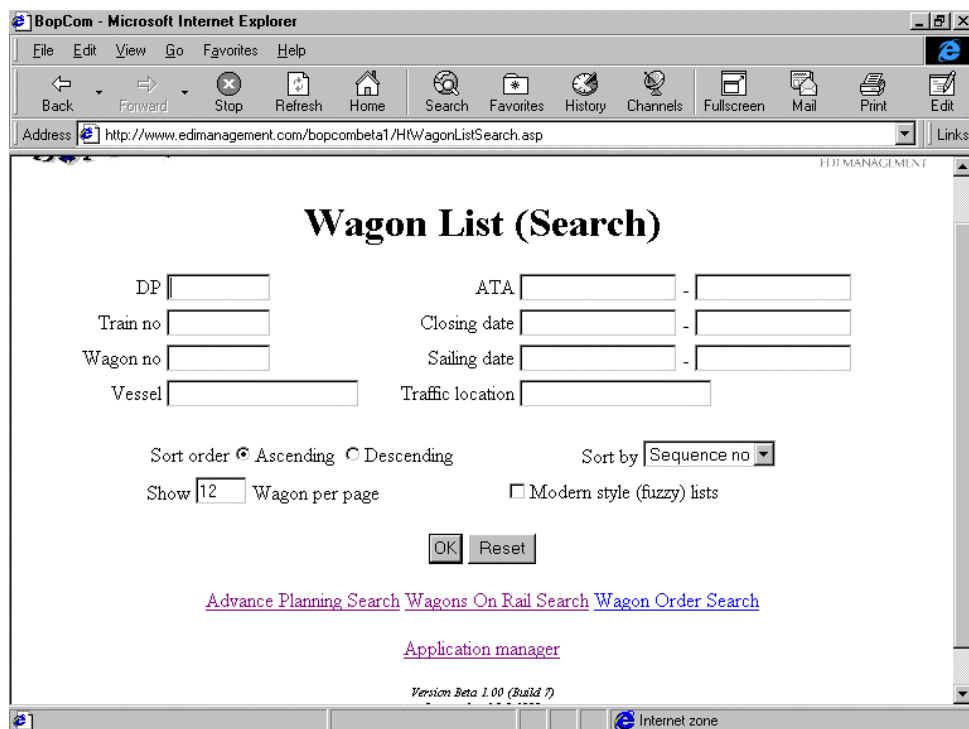 BopCom - Microsoft Internet Explorer
File Edit View Go Favorites Help
Back Forward Stop Refresh Home Search Favorites History Channels Fullscreen Mail Print Edit
Address http://www.edimanagement.com/bopcombeta1/HtWagonListSearch.asp Links
EDI MANAGEMENT
Wagon List (Search)
DP ATA -
Train no Closing date -
Wagon no Sailing date -
Vessel Traffic location
Sort order Ascending Descending Sort by Sequence no
Show 12 Wagon per page Modern style (fuzzy) lists
OK Reset
Advance Planning Search Wagons On Rail Search Wagon Order Search
Application manager
Version Beta 1.00 (Build 7)
Internet zone